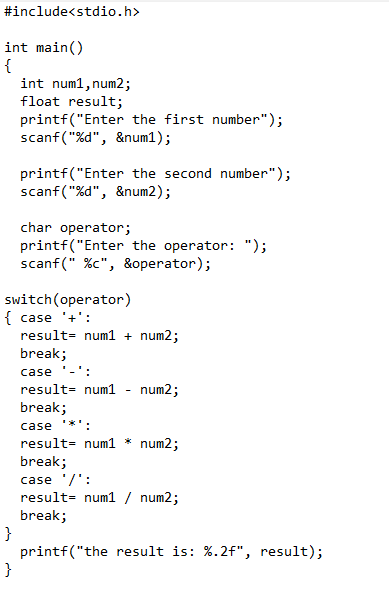 #include<stdio.h>
int main()
{
int num1,num2;
float result;
printf("Enter the first number");
scanf("%d", &num1);
printf("Enter the second number");
scanf("%d", &num2);
char operator;
printf("Enter the operator: ");
scanf(" %c", &operator);
switch(operator)
{ case '+':
result= num1 + num2;
break;
case '-':
result= num1 - num2;
break;
case '*':
result= num1 * num2;
break;
case '/':
result= num1 / num2;
break;
}
printf("the result is: %.2f", result);
}